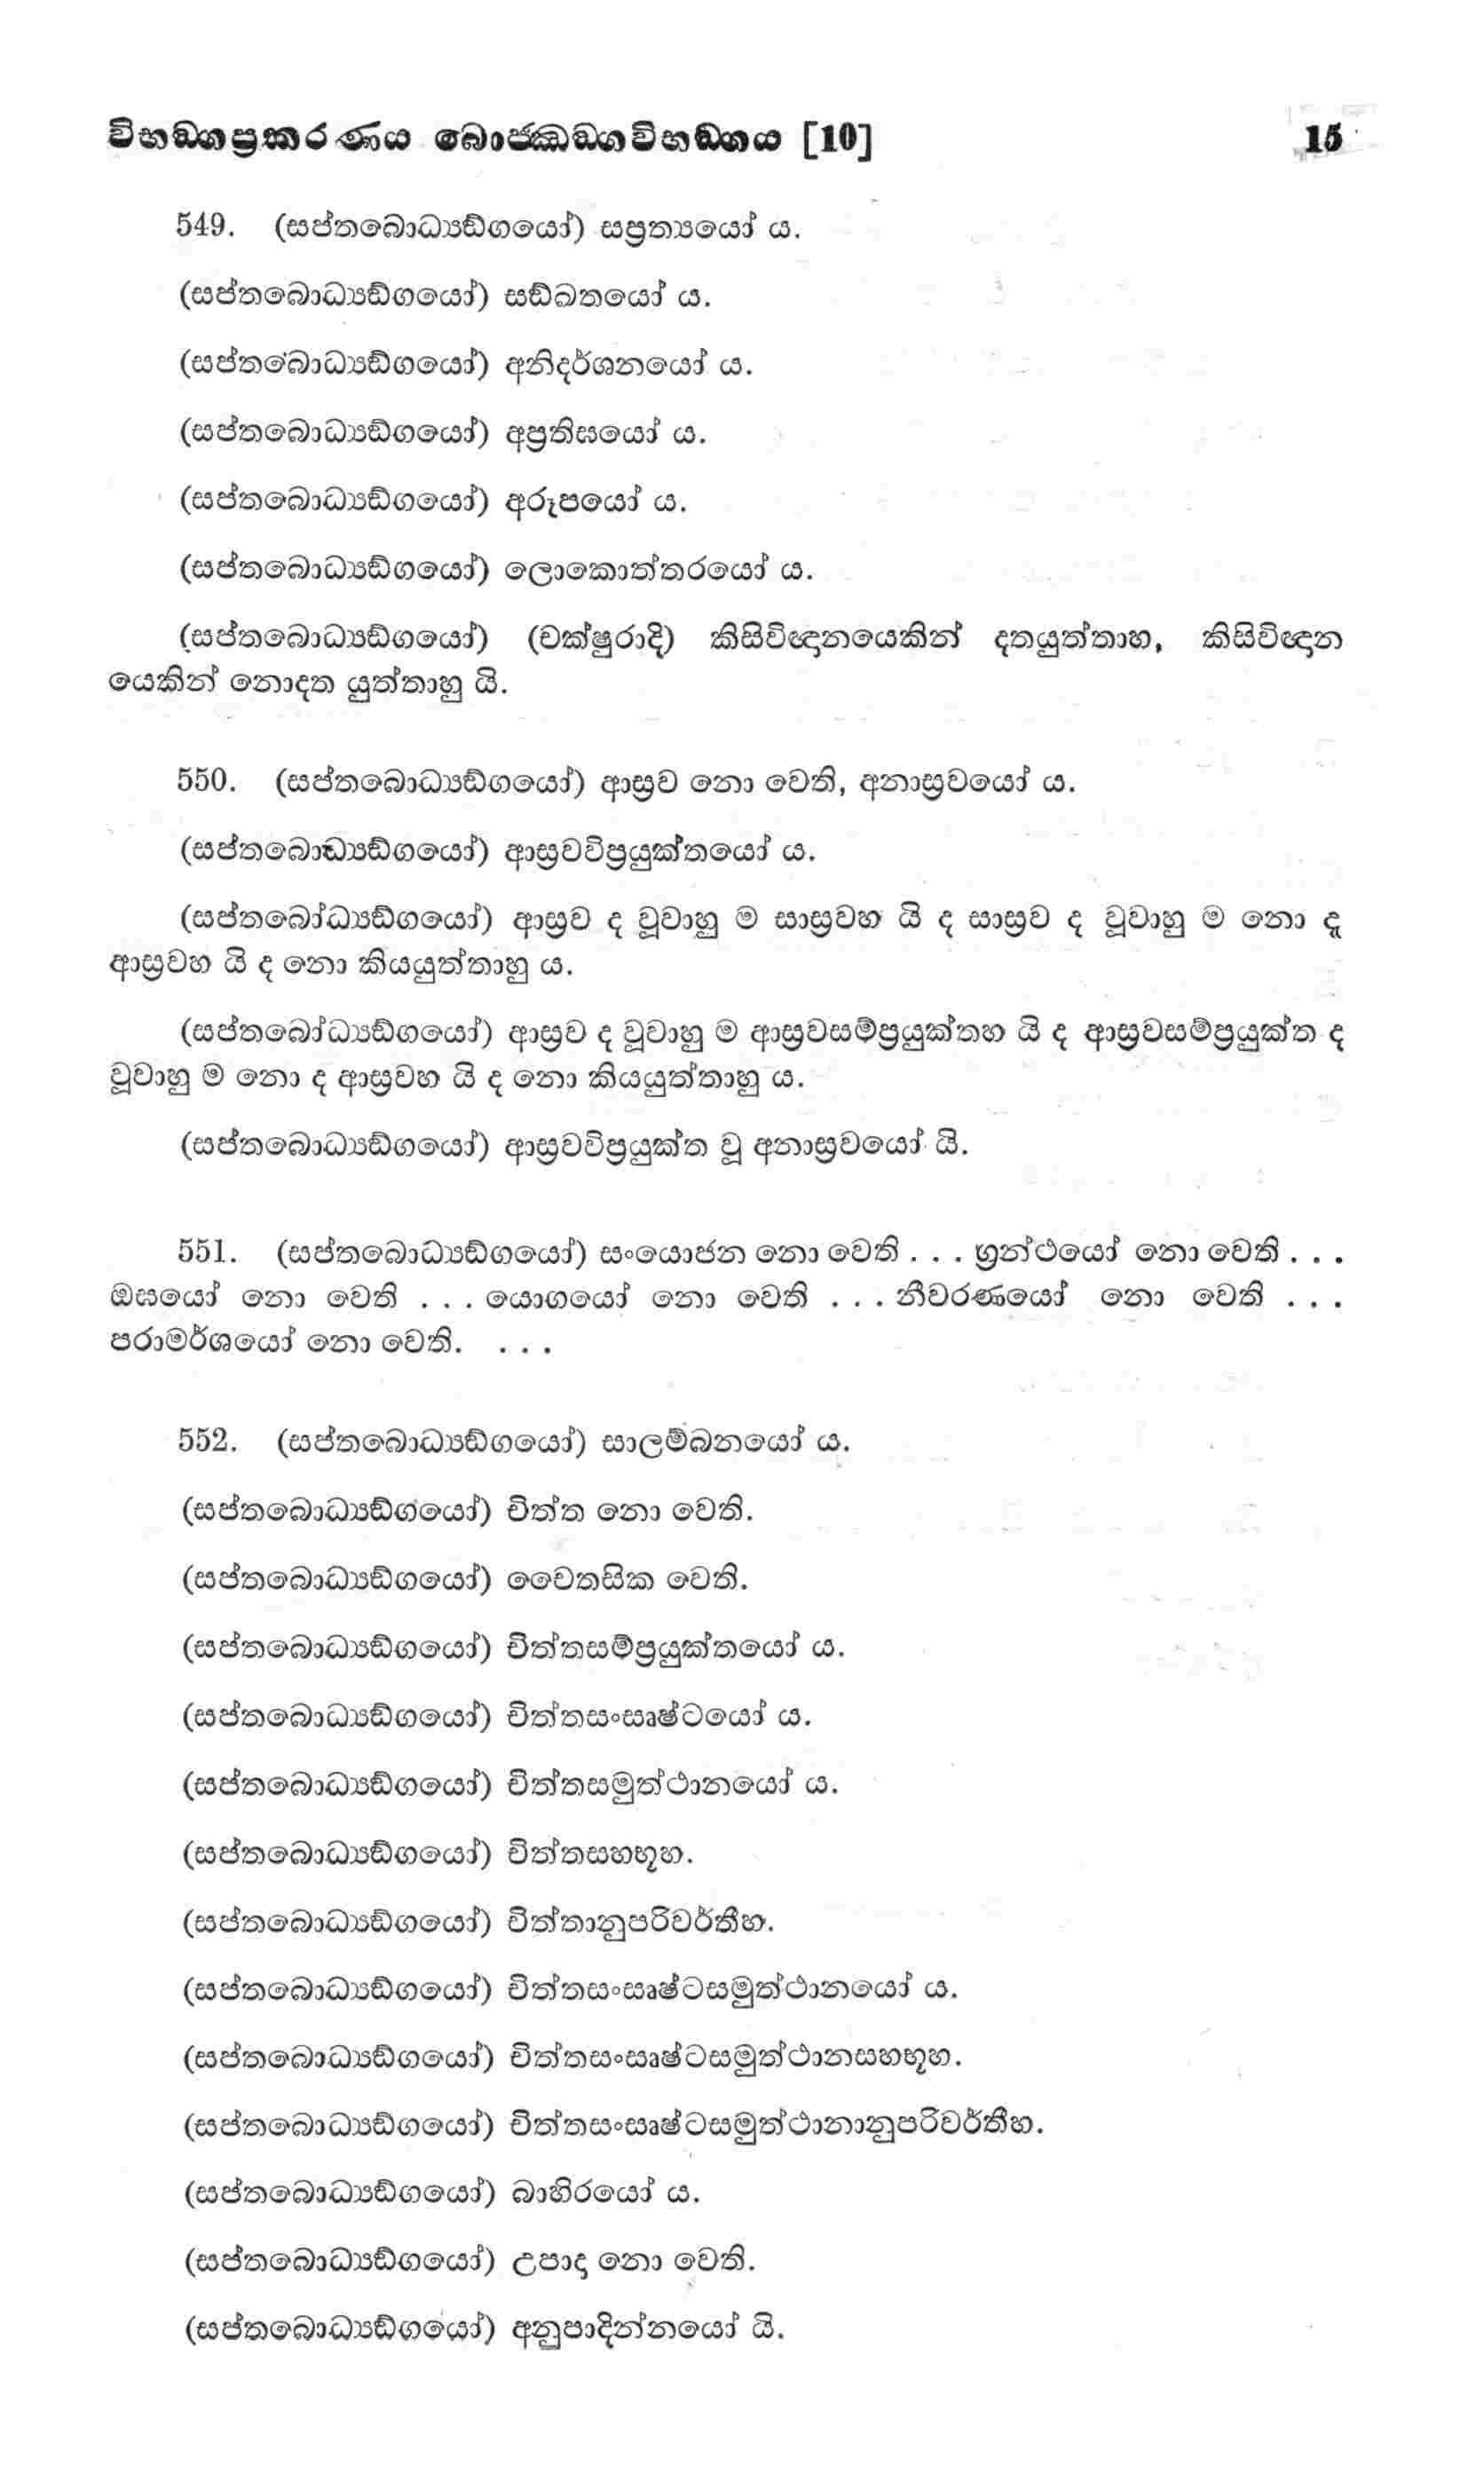 විභඞ්ගප්‍රකරණය බොජ්ඣඞ්ගවිභඞ්ගය [10] 15
549. (සප්තබොධ්‍යඞ්ගයෝ) සප්‍රත්‍යයෝ ය.
(සප්තබොධ්‍යඞ්ගයෝ) සඞ්ඛතයෝ ය.
(සප්තබොධ්‍යඞ්ගයෝ) අනිදර්ශනයෝ ය.
(සප්තබොධ්‍යඞ්ගයෝ) අප්‍රතිඝයෝ ය.
(සප්තබොධ්‍යඞ්ගයෝ) අරූපයෝ ය.
(සප්තබොධ්‍යඞ්ගයෝ) ලොකොත්තරයෝ ය.
(සප්තබොධ්‍යඞ්ගයෝ) (චක්ෂුරාදි) කිසිවිඥානයෙකින් දතයුත්තාහ, කිසිවිඥාන
යෙකින් නොදත යුත්තාහු යි.
550. (සප්තබොධ්‍යඞ්ගයෝ) ආස්‍රව නො වෙති, අනාස්‍රවයෝ ය.
(සප්තබොධ්‍යඞ්ගයෝ) ආස්‍රවවිප්‍රයුක්තයෝ ය.
(සප්තබෝධ්‍යඞ්ගයෝ) ආස්‍රව ද වූවාහු ම සාස්‍රවහ යි ද සාස්‍රව ද වූවාහු ම නො ද
ආස්‍රවහ යි ද නො කියයුත්තාහු ය.
(සප්තබෝධ්‍යඞ්ගයෝ) ආස්‍රව ද වූවාහු ම ආස්‍රවසම්ප්‍රයුක්තහ යි ද ආස්‍රවසම්ප්‍රයුක්ත ද
වූවාහු ම නො ද ආස්‍රවහ යි ද නො කියයුත්තාහු ය.
(සප්තබොධ්‍යඞ්ගයෝ) ආස්‍රවවිප්‍රයුක්ත වූ අනාස්‍රවයෝ යි.
551. (සප්තබොධ්‍යඞ්ගයෝ) සංයොජන නො වෙති . . . ග්‍රන්ථයෝ නො වෙති . . .
ඔඝයෝ නො වෙති . . . යොගයෝ නො වෙති . . . නීවරණයෝ නො වෙති . . .
පරාමර්ශයෝ නො වෙති. . . .
552. (සප්තබොධ්‍යඞ්ගයෝ) සාලම්බනයෝ ය.
(සප්තබොධ්‍යඞ්ගයෝ) චිත්ත නො වෙති.
(සප්තබොධ්‍යඞ්ගයෝ) චෛතසික වෙති.
(සප්තබොධ්‍යඞ්ගයෝ) චිත්තසම්ප්‍රයුක්තයෝ ය.
(සප්තබොධ්‍යඞ්ගයෝ) චිත්තසංසෘෂ්ටයෝ ය.
(සප්තබොධ්‍යඞ්ගයෝ) චිත්තසමුත්ථානයෝ ය.
(සප්තබොධ්‍යඞ්ගයෝ) චිත්තසහභූහ.
(සප්තබොධ්‍යඞ්ගයෝ) චිත්තානුපරිවර්තීහ.
(සප්තබොධ්‍යඞ්ගයෝ) චිත්තසංසෘෂ්ටසමුත්ථානයෝ ය.
(සප්තබොධ්‍යඞ්ගයෝ) චිත්තසංසෘෂ්ටසමුත්ථානසහභූහ.
(සප්තබොධ්‍යඞ්ගයෝ) චිත්තසංසෘෂ්ටසමුත්ථානානුපරිවර්තීහ.
(සප්තබොධ්‍යඞ්ගයෝ) බාහිරයෝ ය.
(සප්තබොධ්‍යඞ්ගයෝ) උපාදා නො වෙති.
(සප්තබොධ්‍යඞ්ගයෝ) අනුපාදින්නයෝ යි.